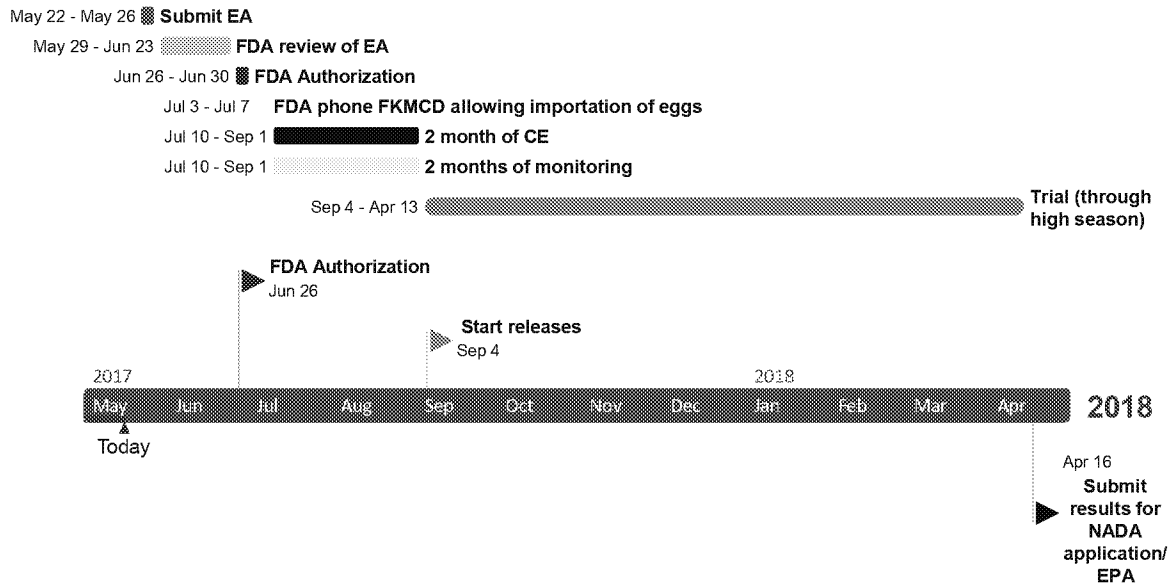 May 22 - May 26 Submit EA
May 29 - Jun 23 FDA review of EA
Jun 26 - Jun 30 FDA Authorization
Jul 3 - Jul 7 FDA phone FKMCD allowing importation of eggs
Jul 10 - Sep 1 2 month of CE
Jul 10 - Sep 1 2 months of monitoring
Sep 4 - Apr 13 Trial (through
high season)
FDA Authorization
Jun 26
Start releases
Sep 4
2017 2018
May Jun Jul Aug Sep Oct Nov Dec Jan Feb Mar Apr 2018
Today
Apr 16
Submit
results for
NADA
application/
EPA